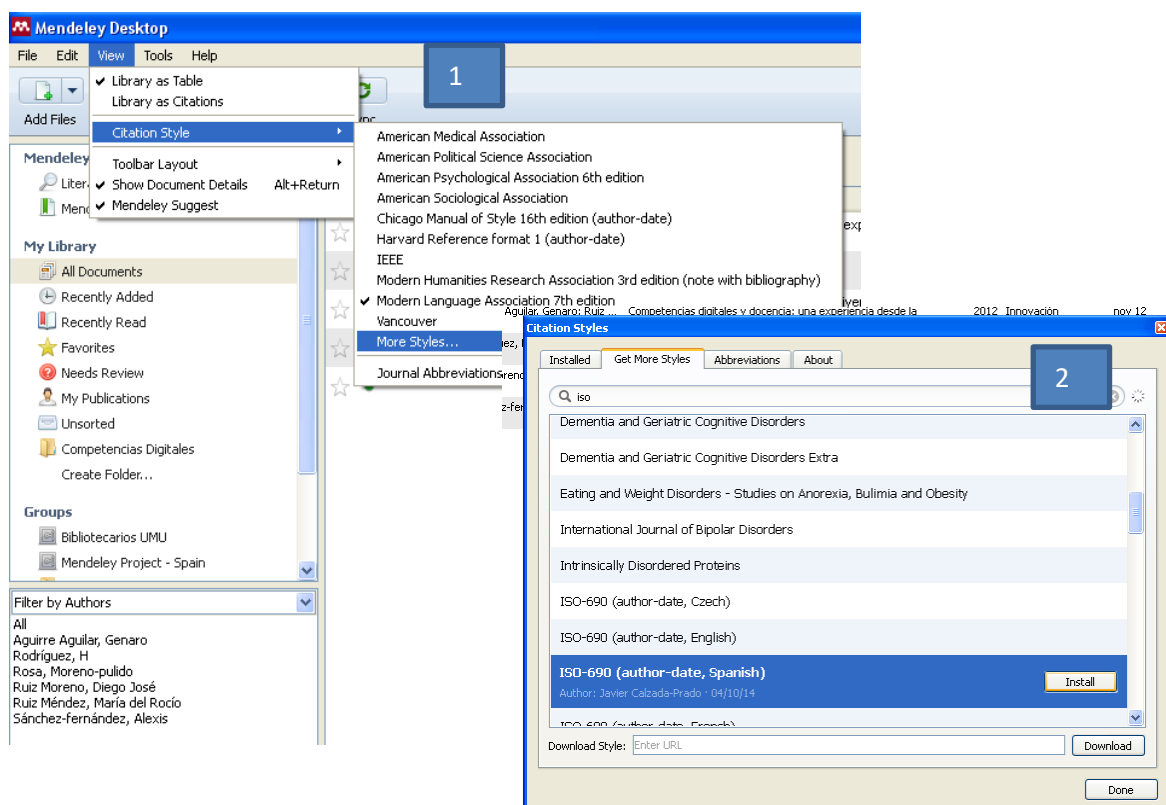 Mendeley Desktop
File Edit View Tools Help
1
Library as Table
Library as Citations
Add Files
Citation Style
Toolbar Layout
Show Document Details Alt+Return
Mendeley Suggest
American Medical Association
American Political Science Association
American Psychological Association 6th edition
American Sociological Association
Chicago Manual of Style 16th edition (author-date)
Harvard Reference format 1 (author-date)
IEEE
Modern Humanities Research Association 3rd edition (note with bibliography)
Modern Language Association 7th edition
Vancouver
More Styles...
Journal Abbreviations
Mendeley
My Library
All Documents
Recently Added
Recently Read
Favorites
Needs Review
My Publications
Unsorted
Competencias Digitales
Create Folder...
Groups
Bibliotecarios UMU
Mendeley Project - Spain
Filter by Authors
All
Aguirre Aguilar, Genaro
Rodríguez, H
Rosa, Moreno-pulido
Ruiz Moreno, Diego José
Ruiz Méndez, María del Rocío
Sánchez-fernández, Alexis
Aguilar, Genaro; Ruiz ... Competencias digitales y docencia: una experiencia desde la 2012 Innovación nov 12
Citation Styles
Installed Get More Styles Abbreviations About
2
iso
Dementia and Geriatric Cognitive Disorders
Dementia and Geriatric Cognitive Disorders Extra
Eating and Weight Disorders - Studies on Anorexia, Bulimia and Obesity
International Journal of Bipolar Disorders
Intrinsically Disordered Proteins
ISO-690 (author-date, Czech)
ISO-690 (author-date, English)
ISO-690 (author-date, Spanish)
Author: Javier Calzada-Prado · 04/10/14
Install
ISO-690 (author-date, French)
Download Style: Enter URL Download
Done